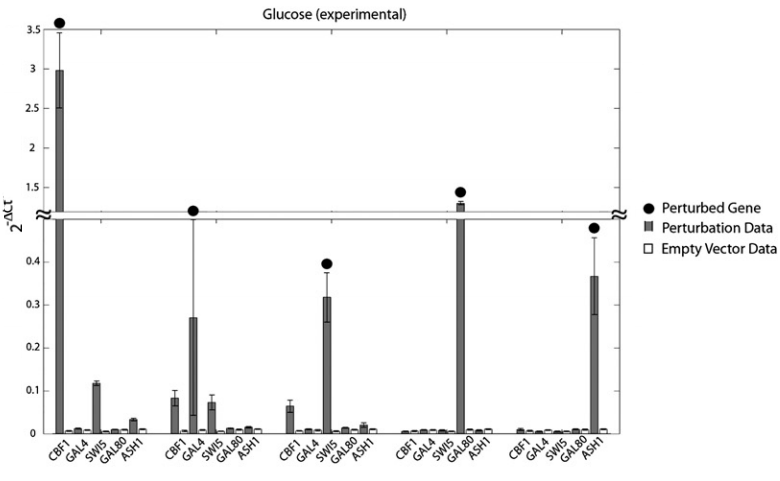 Glucose (experimental)
3.5
3
2.5
2
1.5
2^-ΔCt
0.4
0.3
0.2
0.1
0
CBF1 GAL4 SWI5 GAL80 ASH1 CBF1 GAL4 SWI5 GAL80 ASH1 CBF1 GAL4 SWI5 GAL80 ASH1 CBF1 GAL4 SWI5 GAL80 ASH1 CBF1 GAL4 SWI5 GAL80 ASH1
Perturbed Gene
Perturbation Data
Empty Vector Data